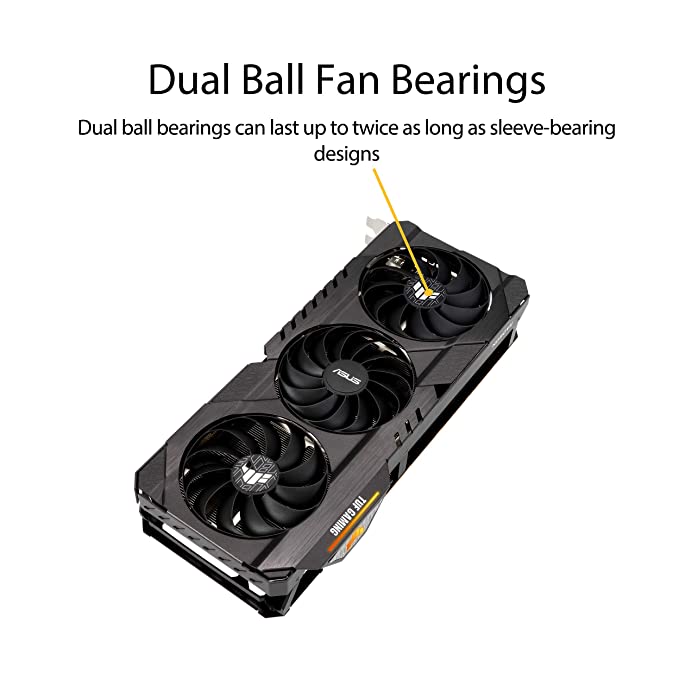 Dual Ball Fan Bearings
Dual ball bearings can last up to twice as long as sleeve-bearing
designs
ASUS
TUF GAMING